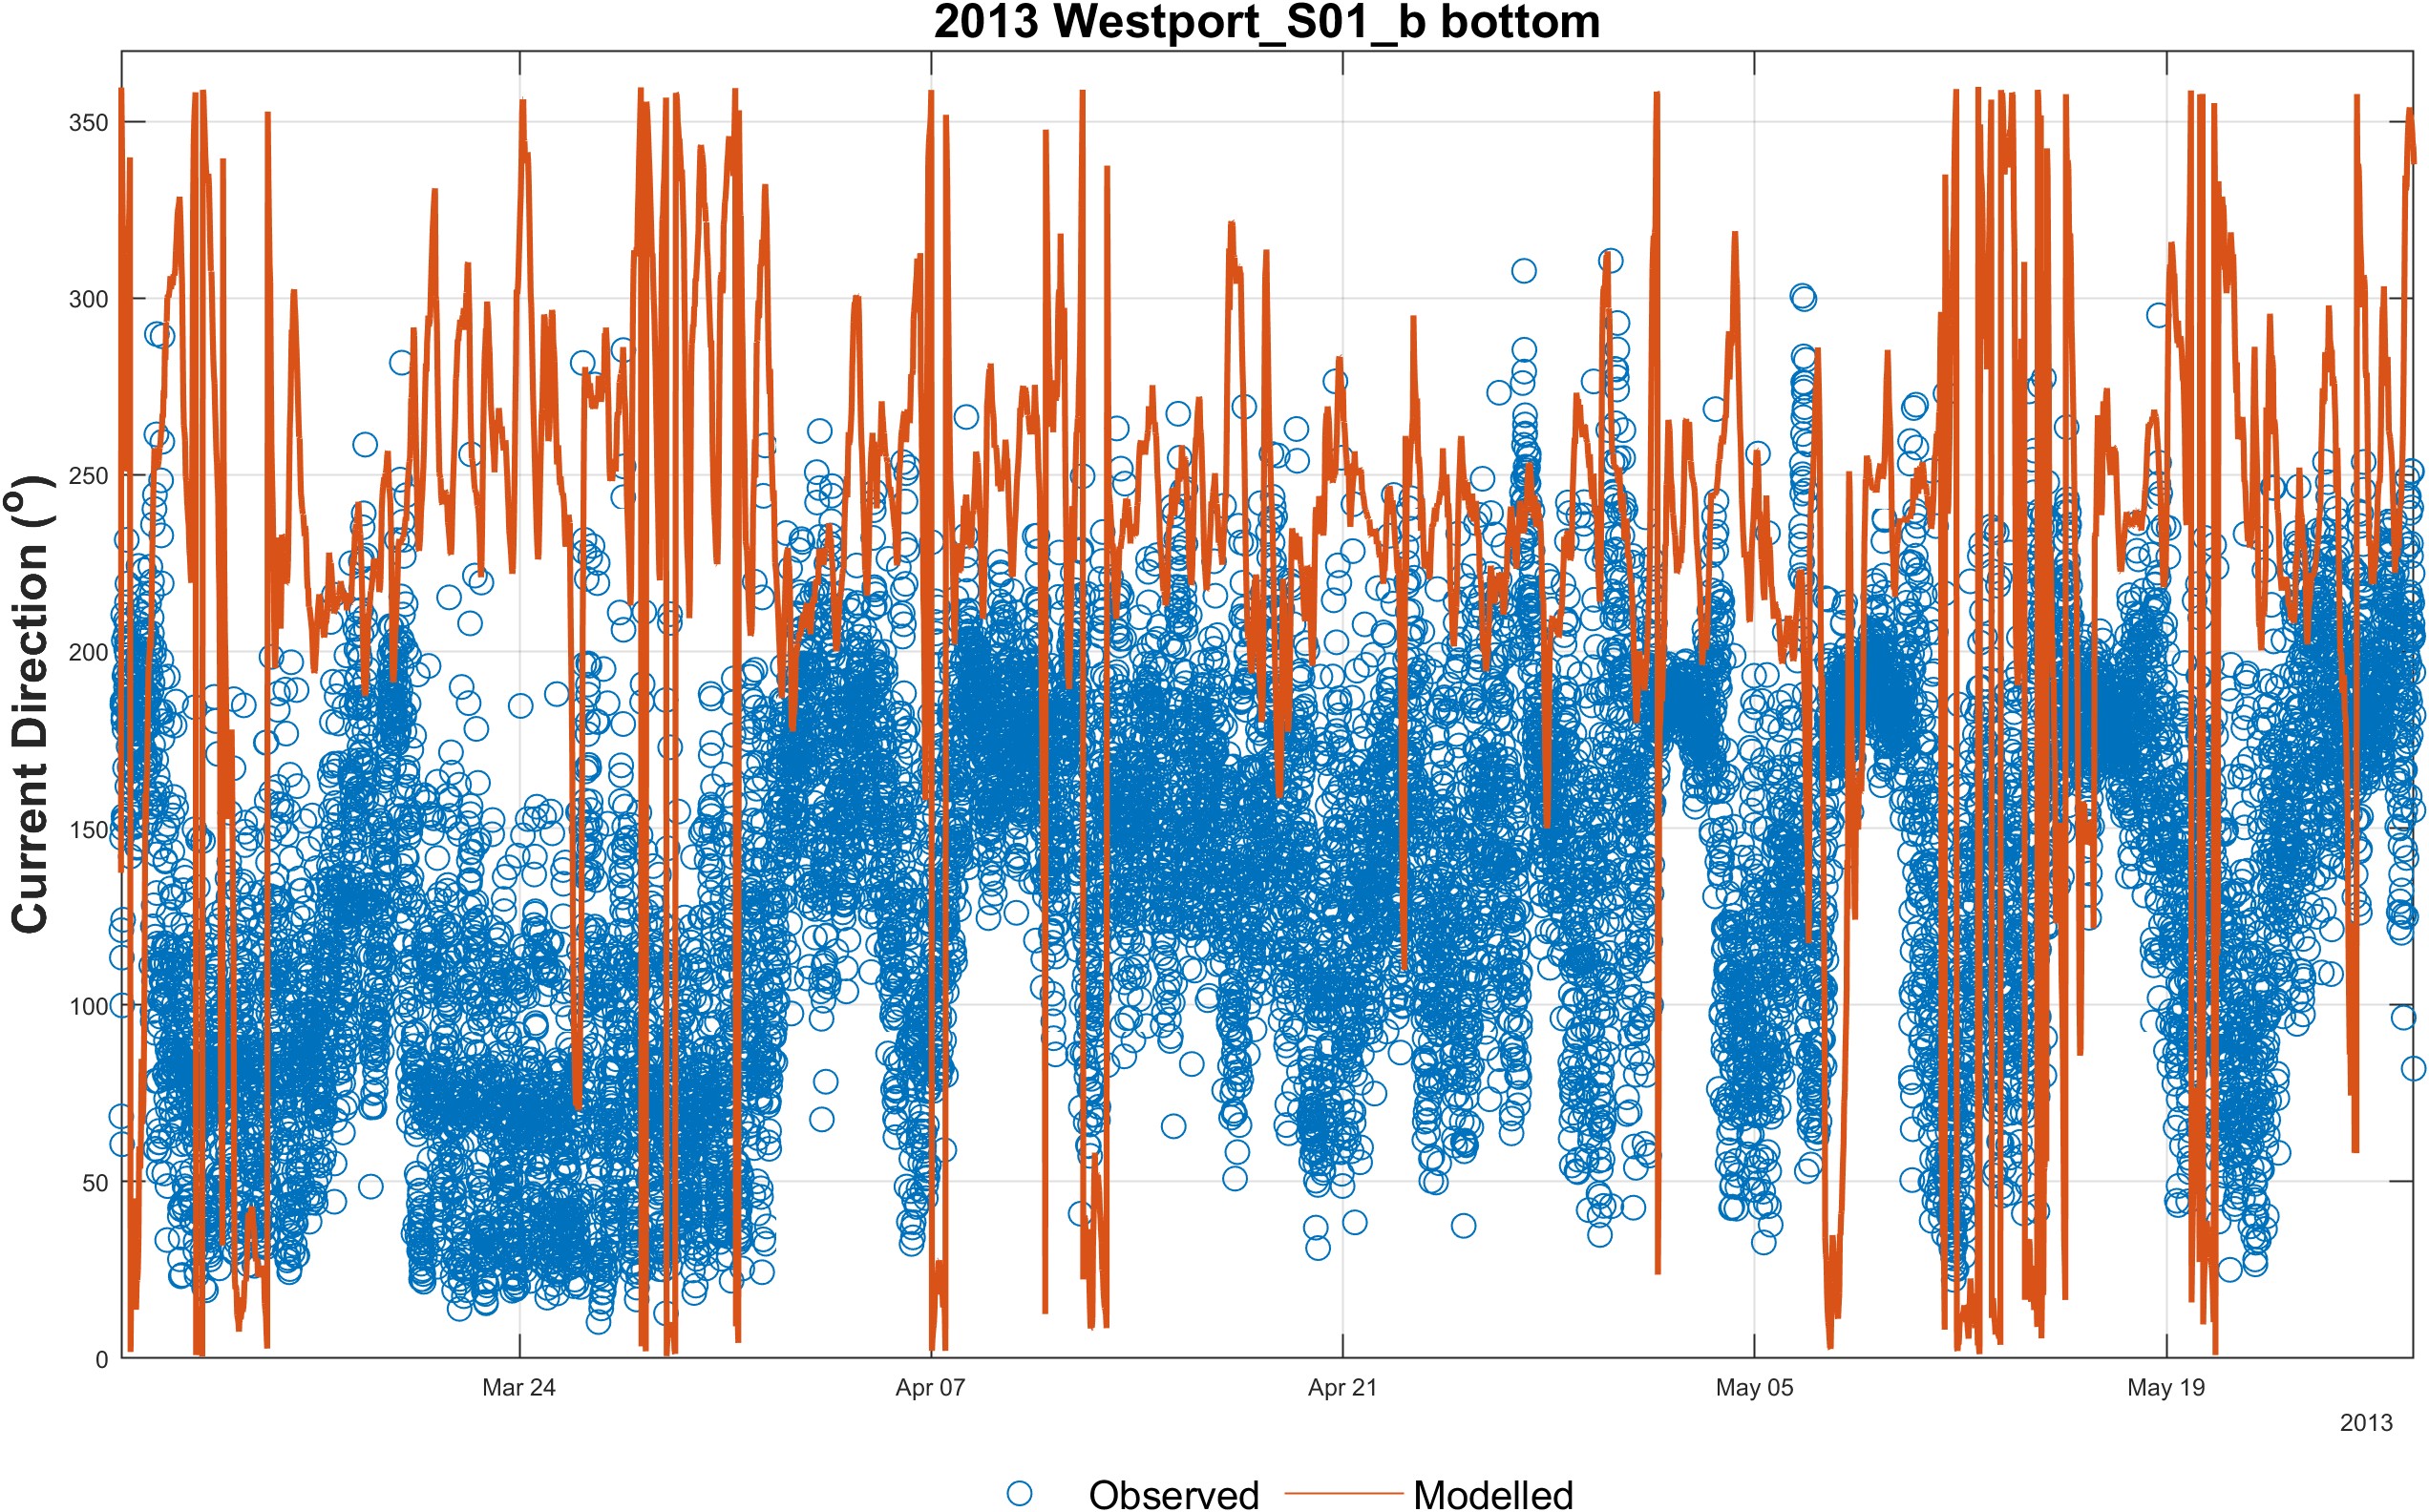 2013 Westport_S01_b bottom
Current Direction (o)
350
300
250
200
150
100
50
0
Mar 24
Apr 07
Apr 21
May 05
May 19
2013
Observed
Modelled